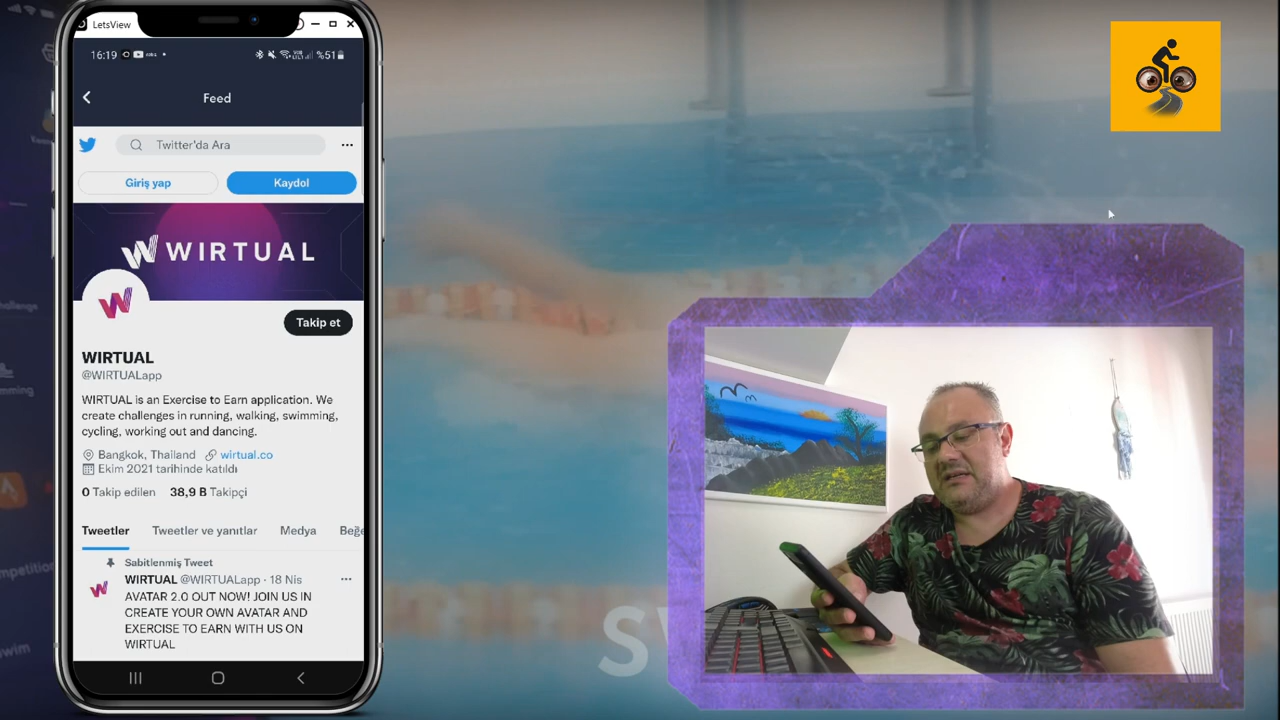 LetsView
16:19
%51
Feed
Twitter'da Ara
Giriş yap
Kaydol
WIRTUAL
Takip et
WIRTUAL
@WIRTUALapp
WIRTUAL is an Exercise to Earn application. We
create challenges in running, walking, swimming,
cycling, working out and dancing.
Bangkok, Thailand wirtual.co
Ekim 2021 tarihinde katıldı
0 Takip edilen 38,9 B Takipçi
Tweetler Tweetler ve yanıtlar Medya Beğe
Sabitlenmiş Tweet
WIRTUAL @WIRTUALapp · 18 Nis
AVATAR 2.0 OUT NOW! JOIN US IN
CREATE YOUR OWN AVATAR AND
EXERCISE TO EARN WITH US ON
WIRTUAL